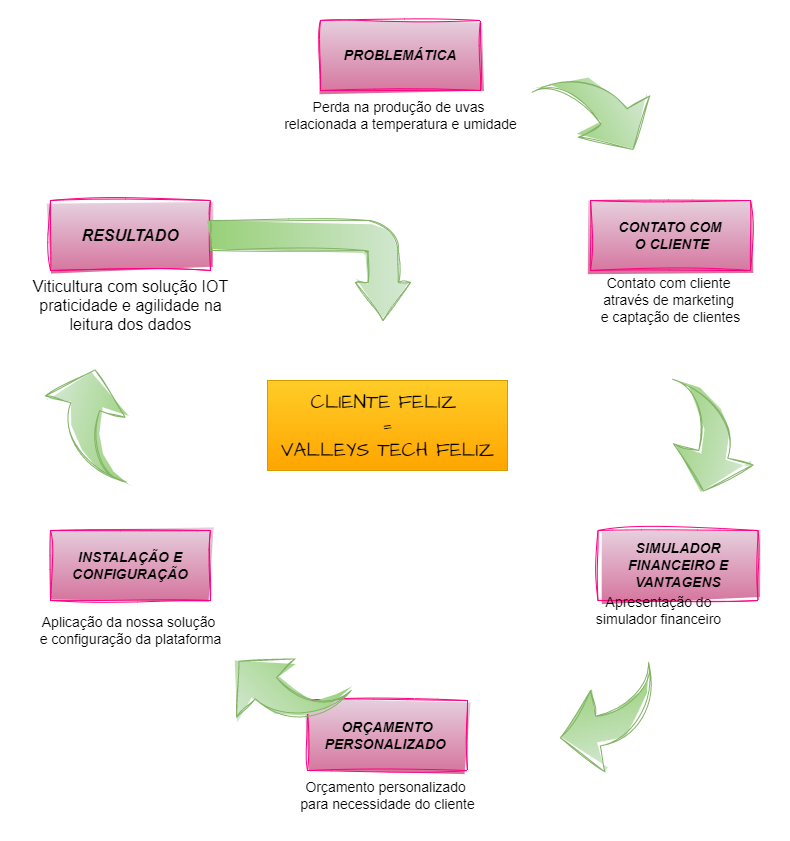 PROBLEMÁTICA
Perda na produção de uvas
relacionada a temperatura e umidade
CONTATO COM
O CLIENTE
Contato com cliente
através de marketing
e captação de clientes
SIMULADOR
FINANCEIRO E
VANTAGENS
Apresentação do
simulador financeiro
ORÇAMENTO
PERSONALIZADO
Orçamento personalizado
para necessidade do cliente
INSTALAÇÃO E
CONFIGURAÇÃO
Aplicação da nossa solução
e configuração da plataforma
RESULTADO
Viticultura com solução IOT
praticidade e agilidade na
leitura dos dados
CLIENTE FELIZ
=
VALLEYS TECH FELIZ